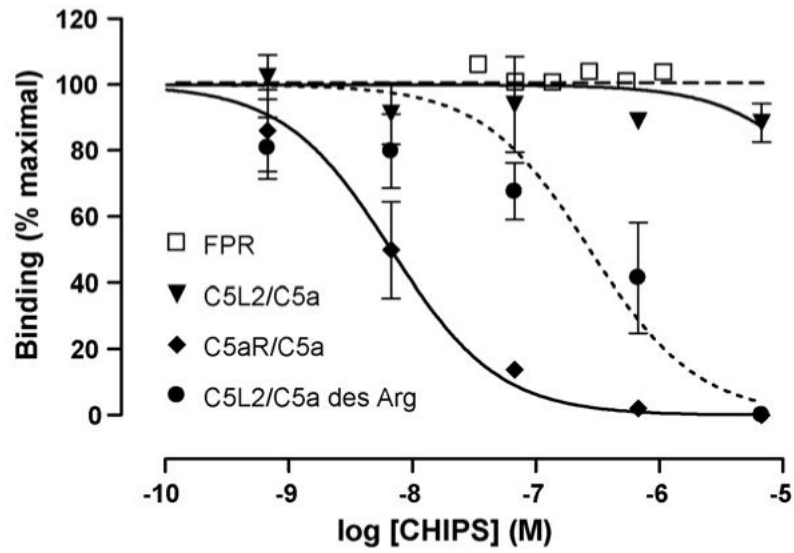 120
100
80
60
40
20
0
Binding (% maximal)
FPR
C5L2/C5a
C5aR/C5a
C5L2/C5a des Arg
-10 -9 -8 -7 -6 -5
log [CHIPS] (M)